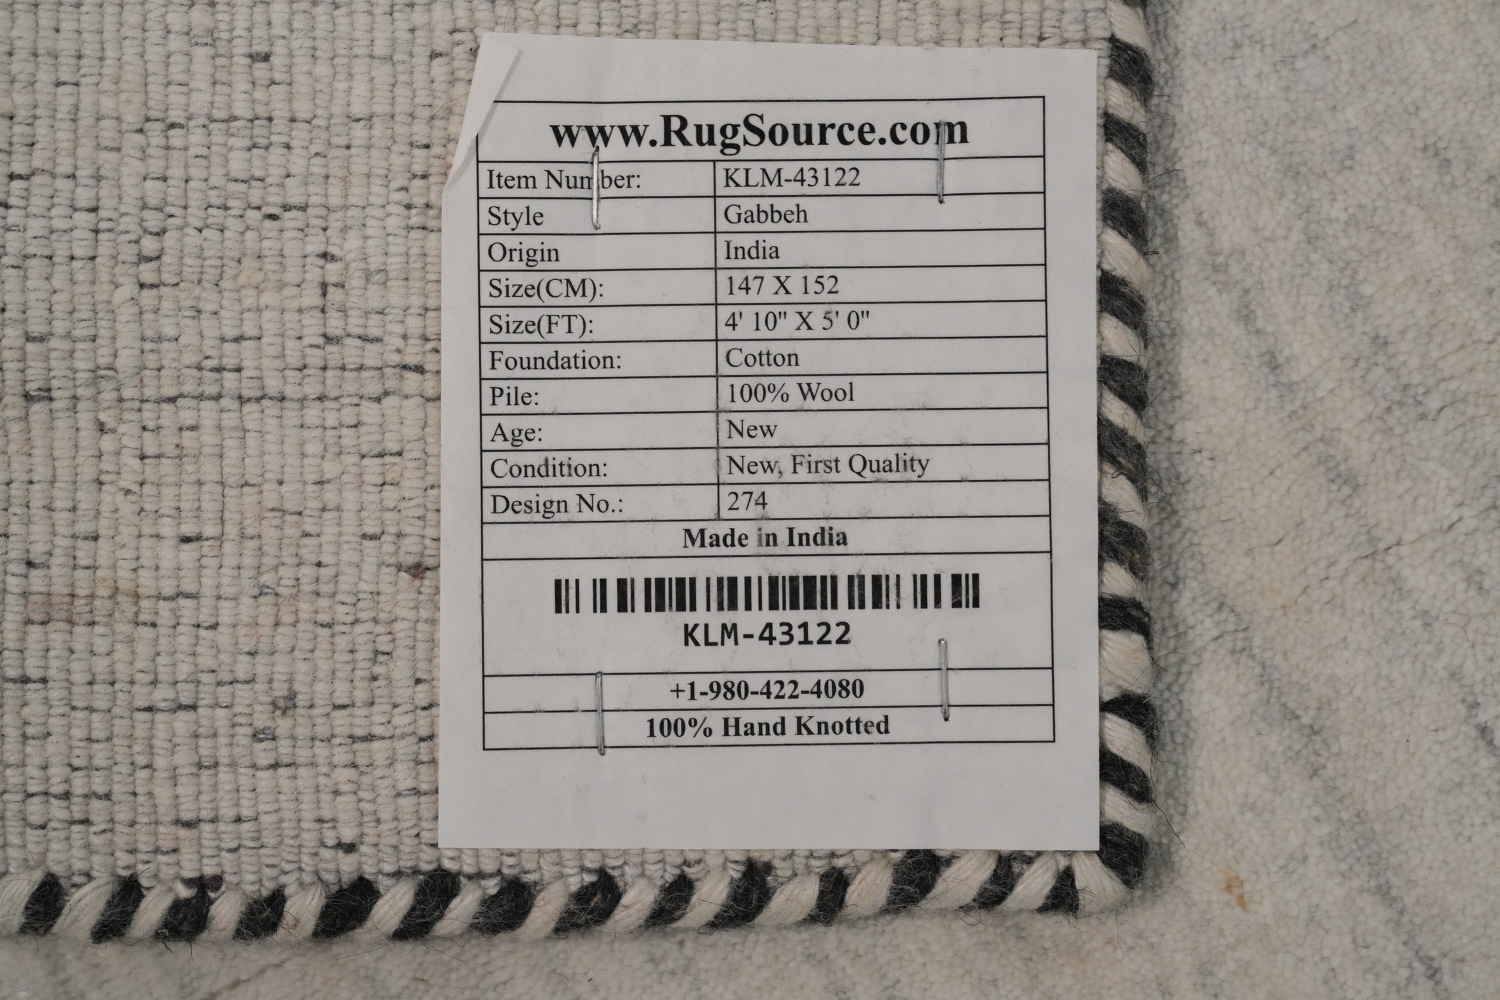 www.RugSource.com
Item Number: KLM-43122
Style Gabbeh
Origin India
Size(CM): 147 X 152
Size(FT): 4' 10" X 5' 0"
Foundation: Cotton
Pile: 100% Wool
Age: New
Condition: New, First Quality
Design No.: 274
Made in India
KLM-43122
+1-980-422-4080
100% Hand Knotted